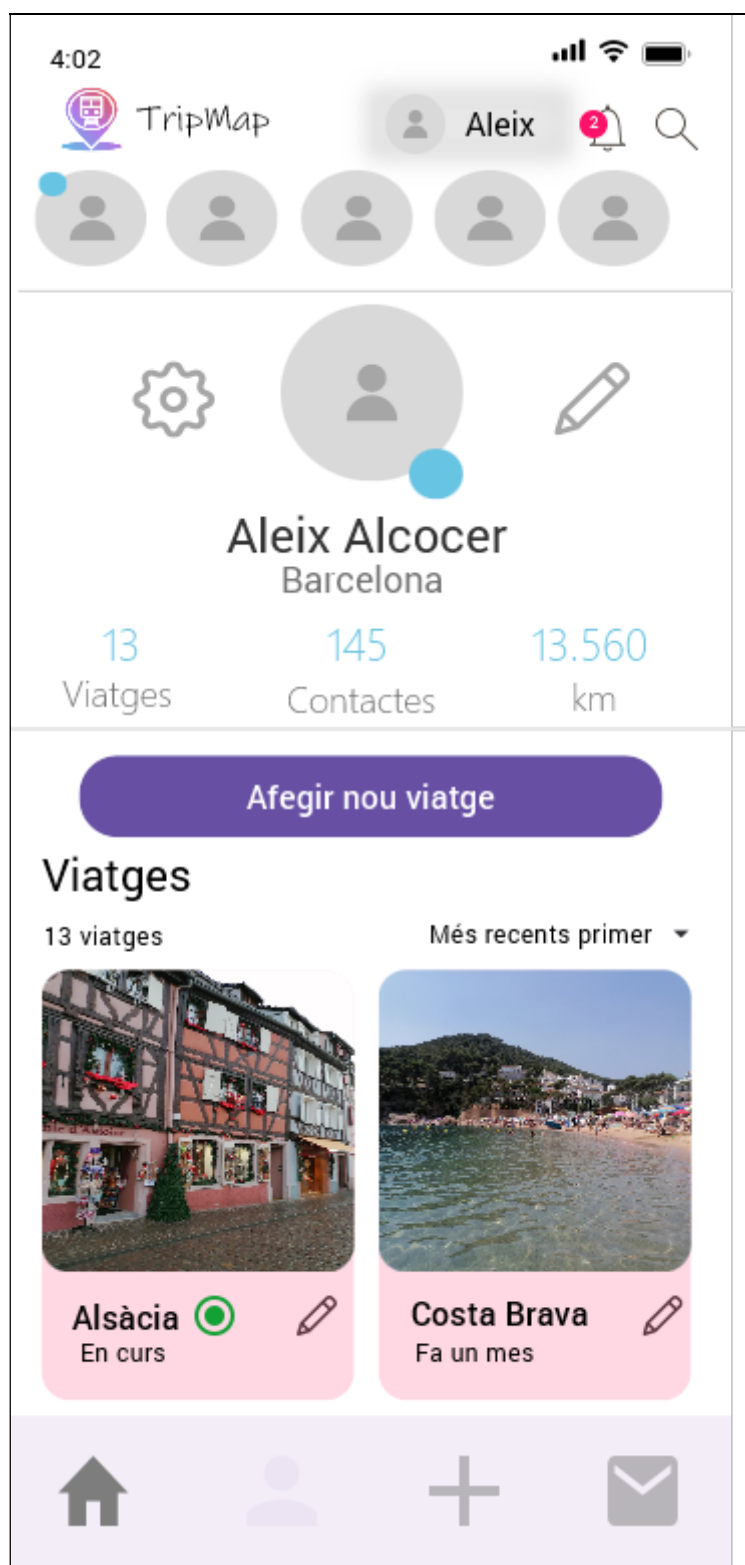 4:02
TripMap
Aleix
2
Aleix Alcocer
Barcelona
13 145 13.560
Viatges Contactes km
Afegir nou viatge
Viatges
13 viatges Més recents primer
Alsàcia Costa Brava
En curs Fa un mes